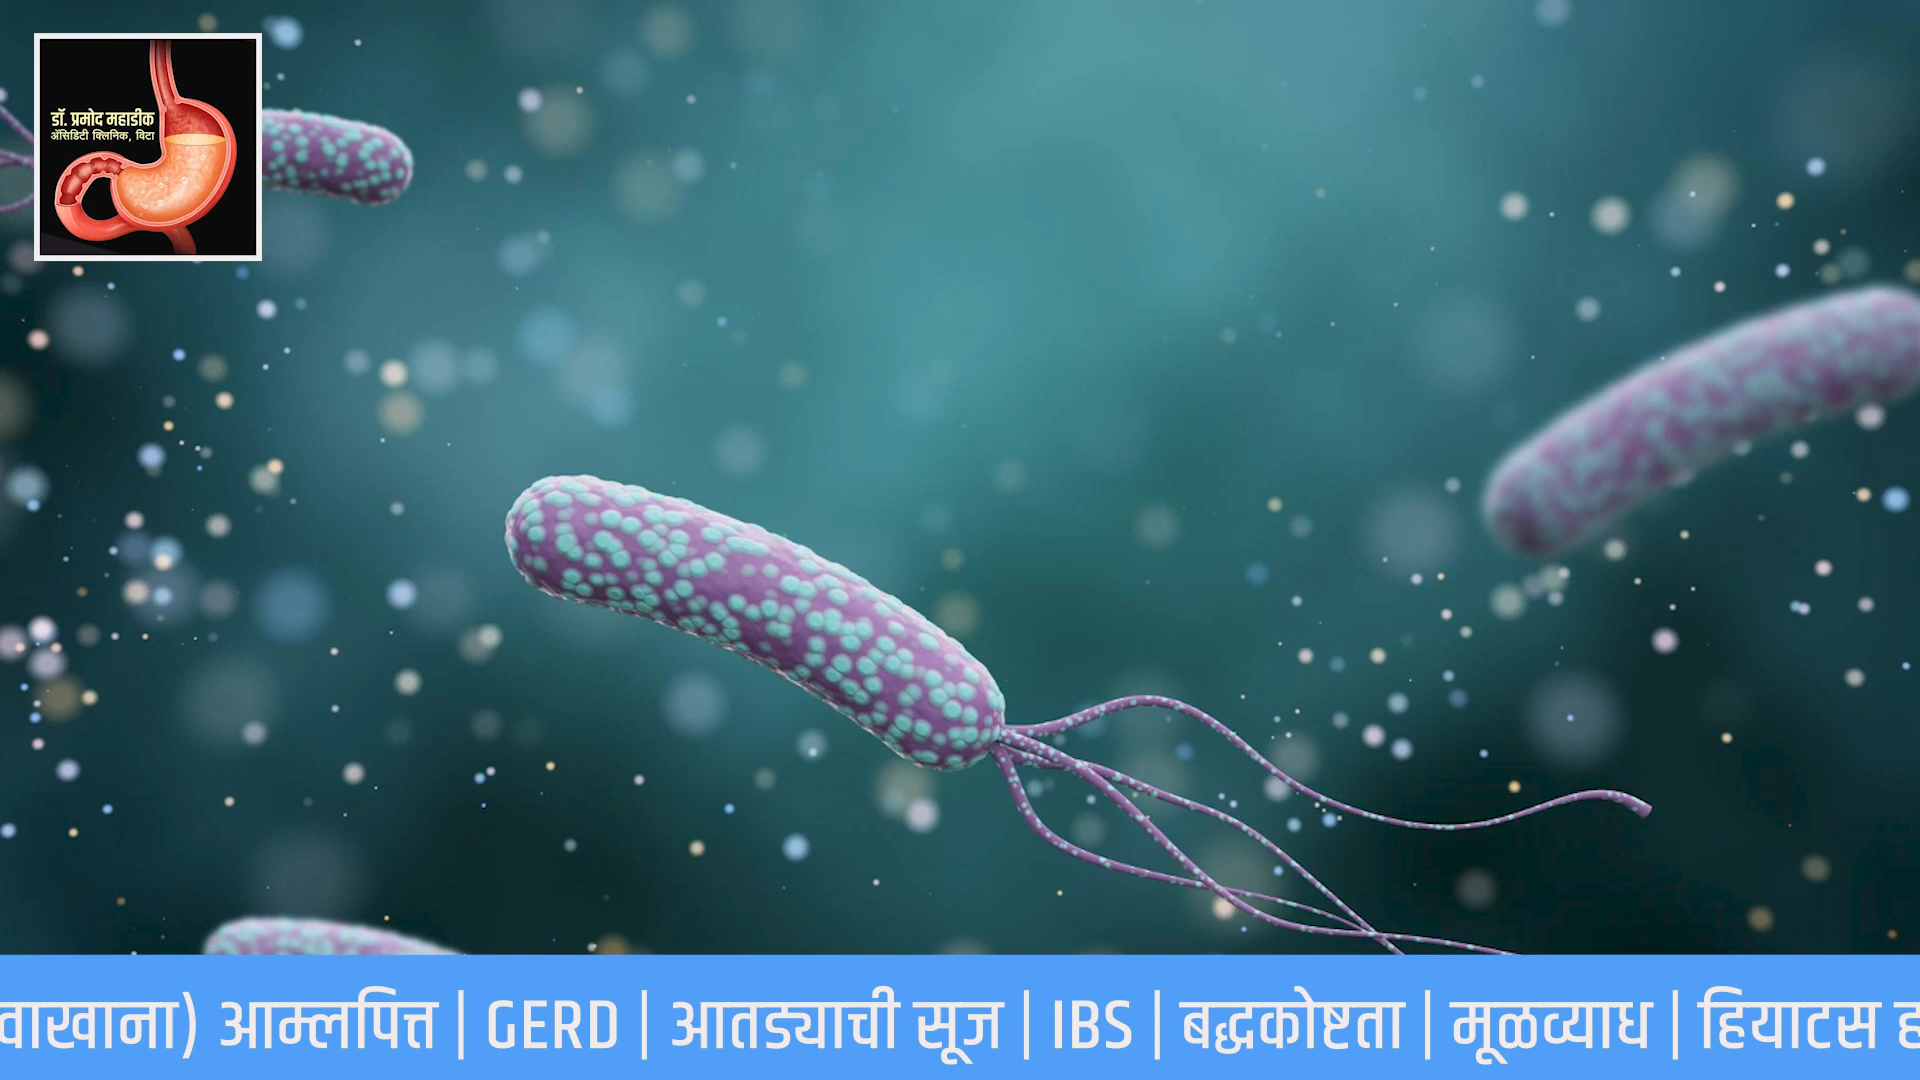 डॉ. प्रमोद महाडीक
ॲसिडिटी क्लिनिक, विटा
वाखाना) आम्लपित्त | GERD | आतड्याची सूज | IBS | बद्धकोष्टता | मूळव्याध | हियाटस ह